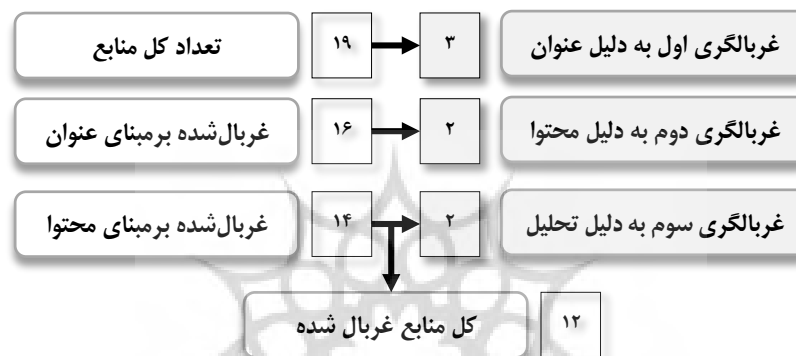 غربالگری اول به دلیل عنوان ۳ ۱۹ تعداد کل منابع
غربالگری دوم به دلیل محتوا ۲ ۱۶ غربال‌شده برمبنای عنوان
غربالگری سوم به دلیل تحلیل ۲ ۱۴ غربال‌شده برمبنای محتوا
۱۲ کل منابع غربال شده